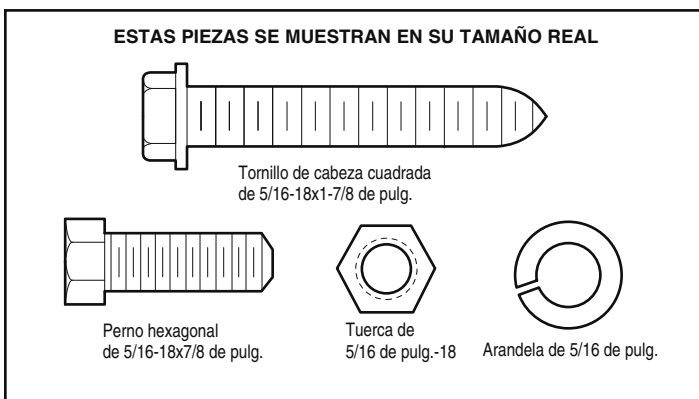 ESTAS PIEZAS SE MUESTRAN EN SU TAMAÑO REAL
Tornillo de cabeza cuadrada
de 5/16-18x1-7/8 de pulg.
Perno hexagonal
de 5/16-18x7/8 de pulg.
Tuerca de
5/16 de pulg.-18
Arandela de 5/16 de pulg.